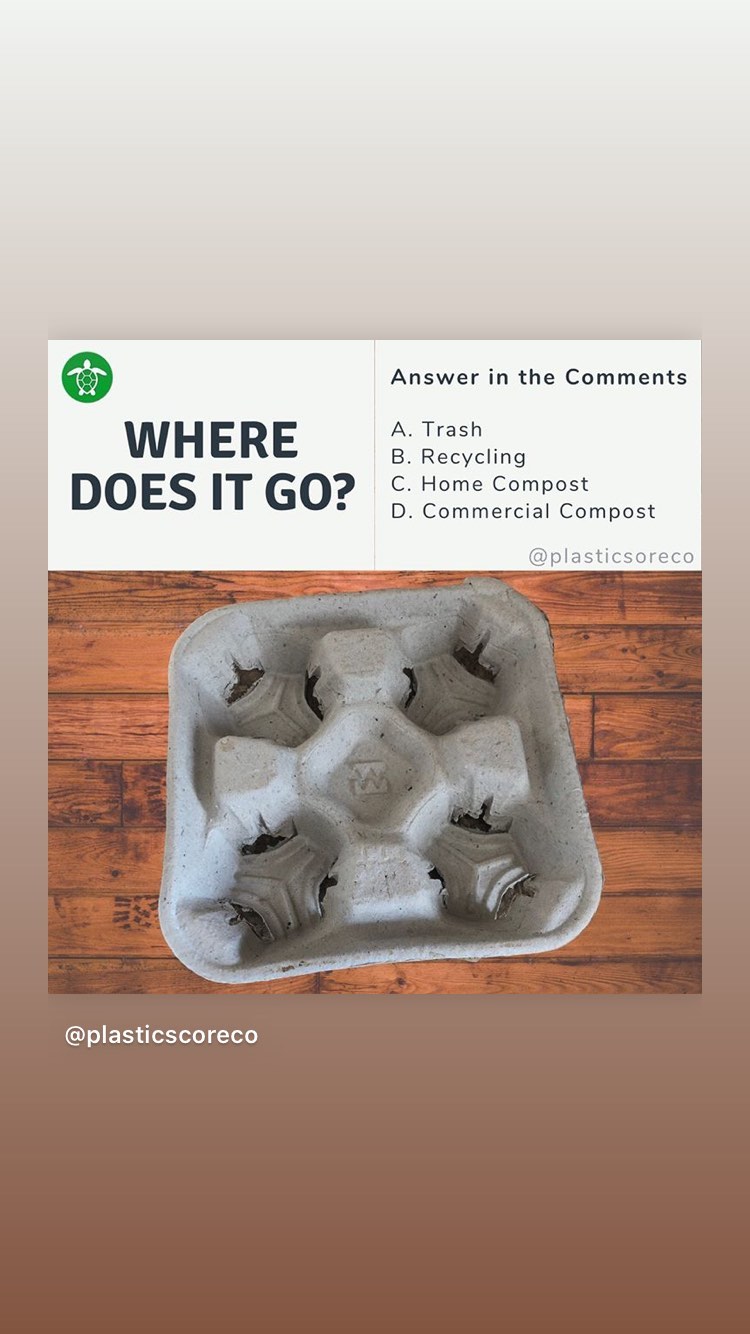 WHERE
DOES IT GO?
Answer in the Comments
A. Trash
B. Recycling
C. Home Compost
D. Commercial Compost
@plasticsoreco
@plasticscoreco